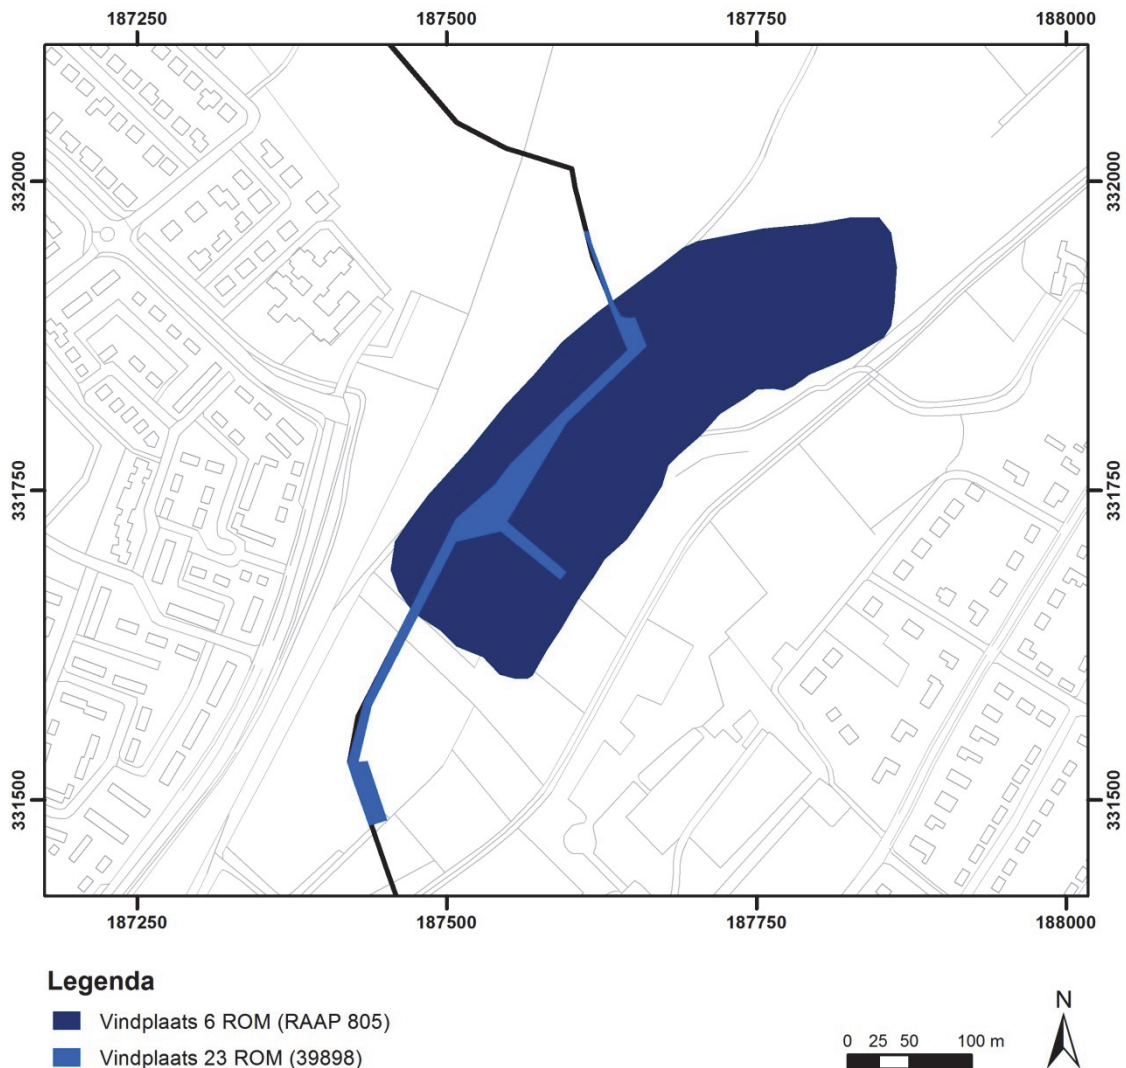 187250 187500 187750 188000
332000 332000
331750 331750
331500 331500
187250 187500 187750 188000
Legenda
Vindplaats 6 ROM (RAAP 805)
Vindplaats 23 ROM (39898)
0 25 50 100 m
N